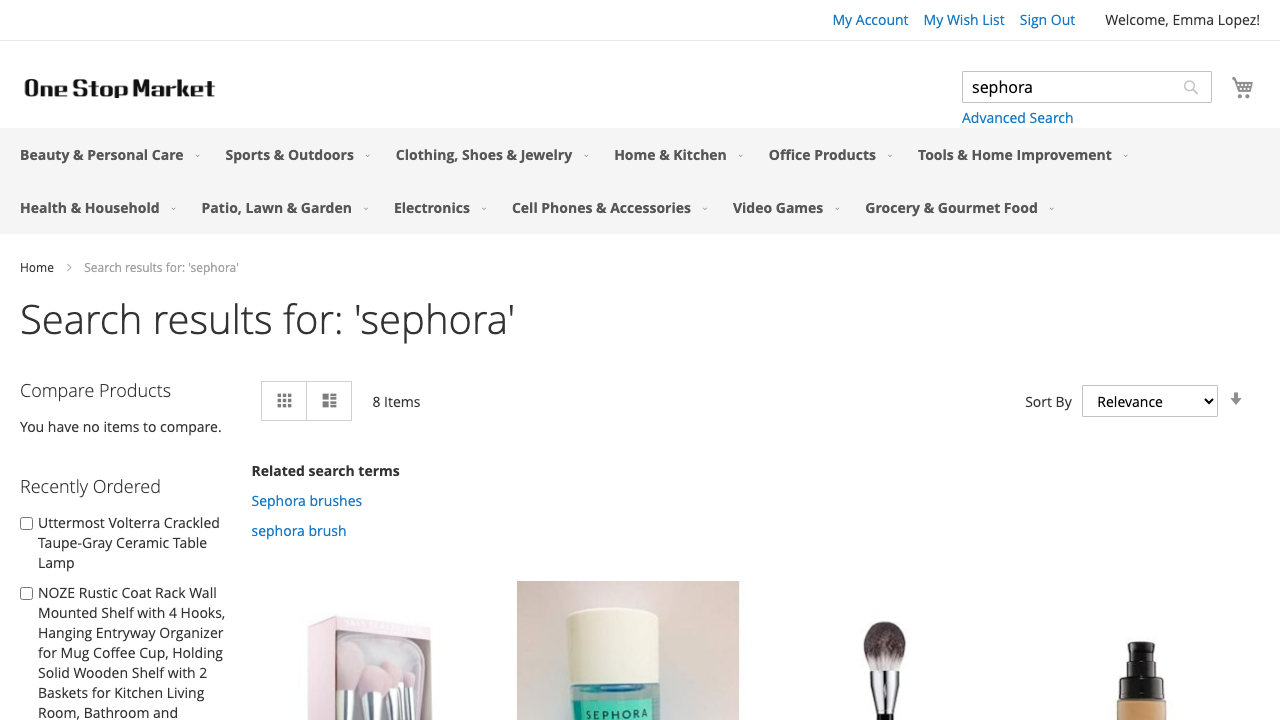 My Account My Wish List Sign Out Welcome, Emma Lopez!
One Stop Market
sephora
Advanced Search
Beauty & Personal Care Sports & Outdoors Clothing, Shoes & Jewelry Home & Kitchen Office Products Tools & Home Improvement
Health & Household Patio, Lawn & Garden Electronics Cell Phones & Accessories Video Games Grocery & Gourmet Food
Home Search results for: 'sephora'
Search results for: 'sephora'
Compare Products
You have no items to compare.
Recently Ordered
Uttermost Volterra Crackled
Taupe-Gray Ceramic Table
Lamp
NOZE Rustic Coat Rack Wall
Mounted Shelf with 4 Hooks,
Hanging Entryway Organizer
for Mug Coffee Cup, Holding
Solid Wooden Shelf with 2
Baskets for Kitchen Living
Room, Bathroom and
8 Items
Sort By Relevance
Related search terms
Sephora brushes
sephora brush
SEPHORA